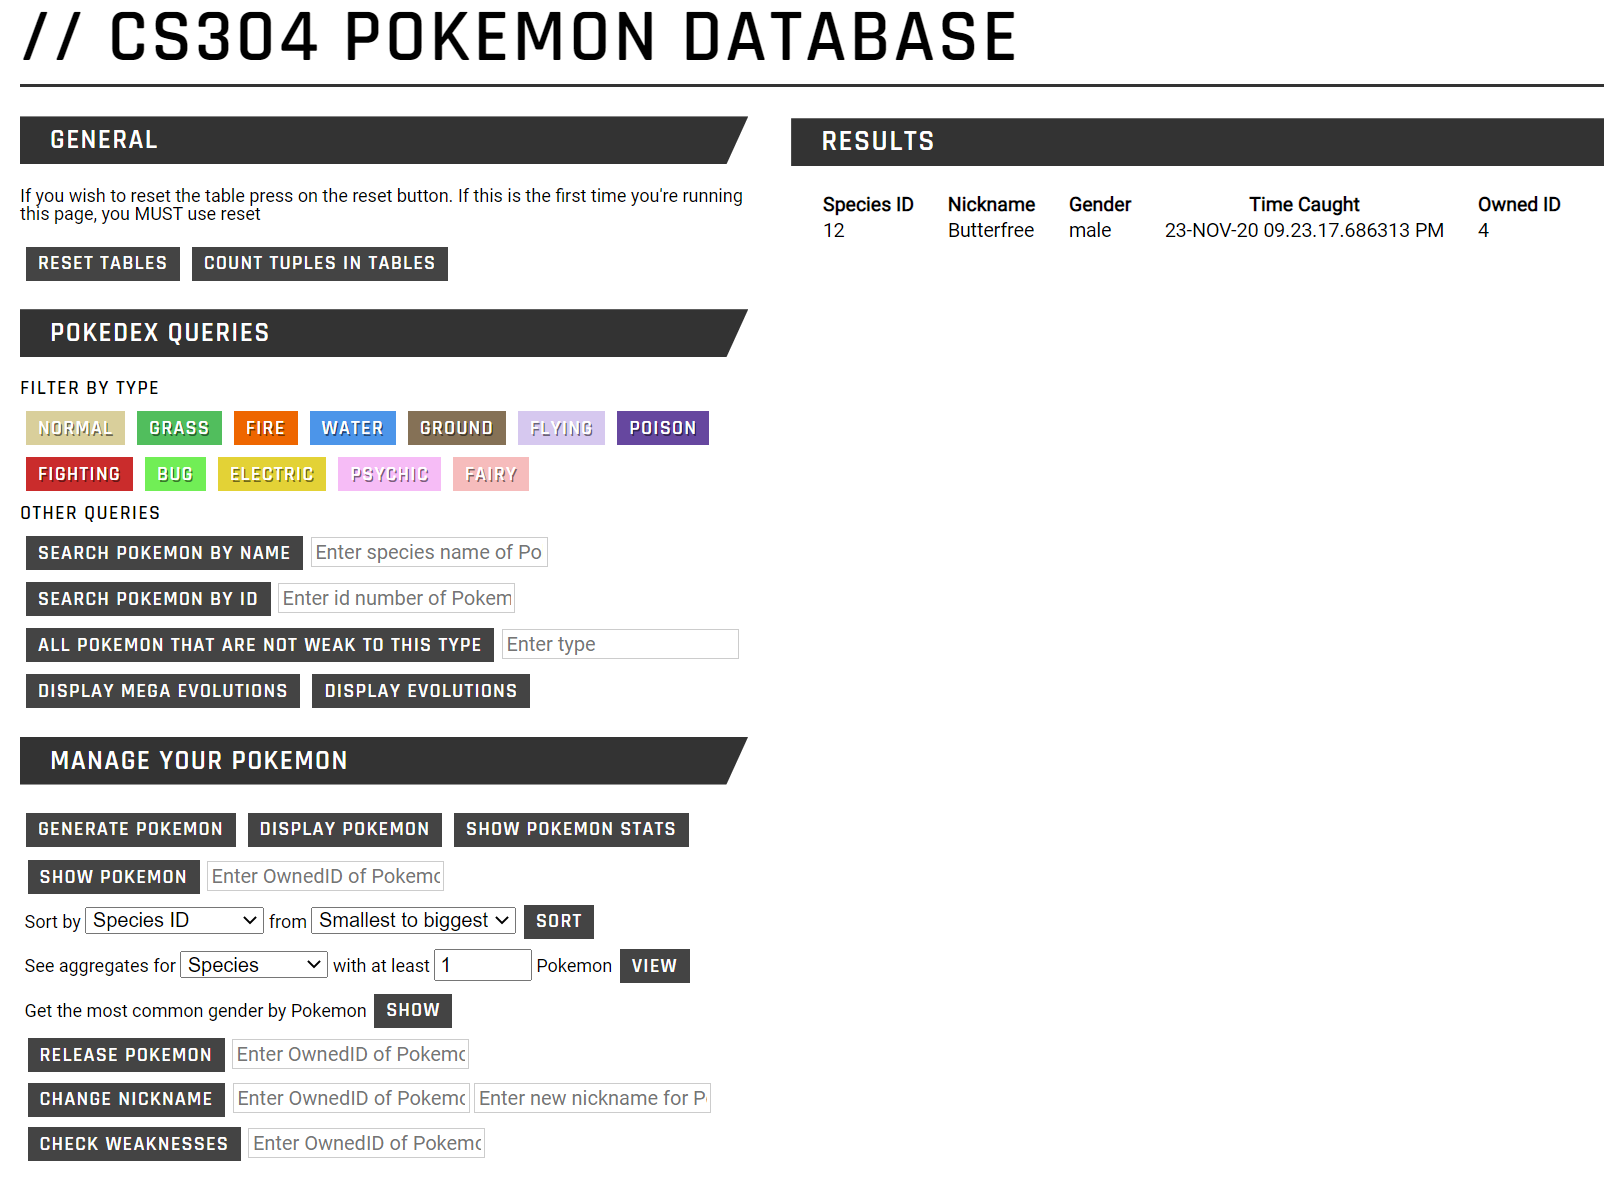 // CS304 POKEMON DATABASE
GENERAL
If you wish to reset the table press on the reset button. If this is the first time you're running
this page, you MUST use reset
RESET TABLES COUNT TUPLES IN TABLES
POKEDEX QUERIES
FILTER BY TYPE
NORMAL GRASS FIRE WATER GROUND FLYING POISON
FIGHTING BUG ELECTRIC PSYCHIC FAIRY
OTHER QUERIES
SEARCH POKEMON BY NAME Enter species name of Po
SEARCH POKEMON BY ID Enter id number of Pokem
ALL POKEMON THAT ARE NOT WEAK TO THIS TYPE Enter type
DISPLAY MEGA EVOLUTIONS DISPLAY EVOLUTIONS
MANAGE YOUR POKEMON
GENERATE POKEMON DISPLAY POKEMON SHOW POKEMON STATS
SHOW POKEMON Enter OwnedID of Pokemo
Sort by Species ID from Smallest to biggest SORT
See aggregates for Species with at least 1 Pokemon VIEW
Get the most common gender by Pokemon SHOW
RELEASE POKEMON Enter OwnedID of Pokemo
CHANGE NICKNAME Enter OwnedID of Pokemo Enter new nickname for P
CHECK WEAKNESSES Enter OwnedID of Pokemo
RESULTS
Species ID Nickname Gender Time Caught Owned ID
12 Butterfree male 23-NOV-20 09.23.17.686313 PM 4